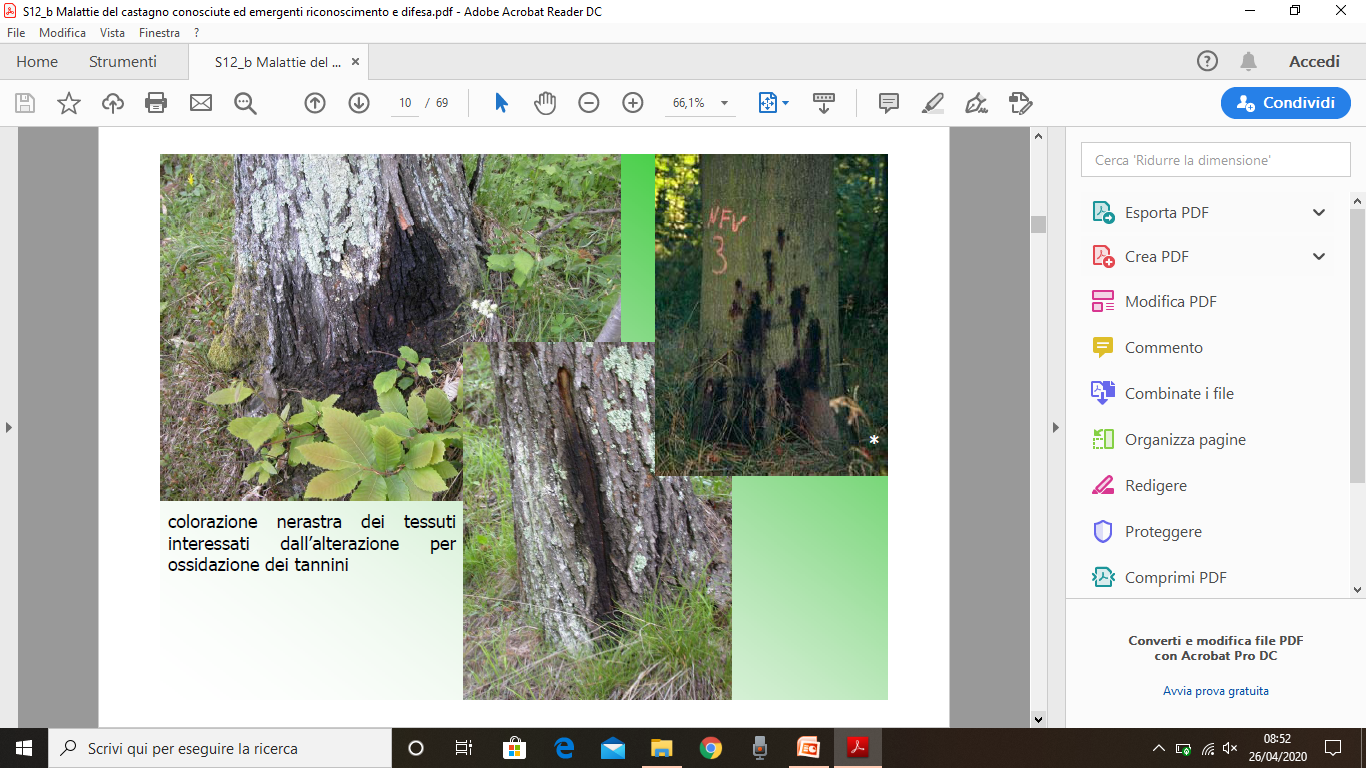 S12_b Malattie del castagno conosciute ed emergenti riconoscimento e difesa.pdf - Adobe Acrobat Reader DC
File Modifica Vista Finestra ?
Home Strumenti S12_b Malattie del ... × Accedi
10 / 69 66,1% Condividi
NFV
3
*
colorazione nerastra dei tessuti
interessati dall'alterazione per
ossidazione dei tannini
Cerca 'Ridurre la dimensione'
Esporta PDF
Crea PDF
Modifica PDF
Commento
Combinate i file
Organizza pagine
Redigere
Proteggere
Comprimi PDF
Converti e modifica file PDF
con Acrobat Pro DC
Avvia prova gratuita
Scrivi qui per eseguire la ricerca
08:52
26/04/2020